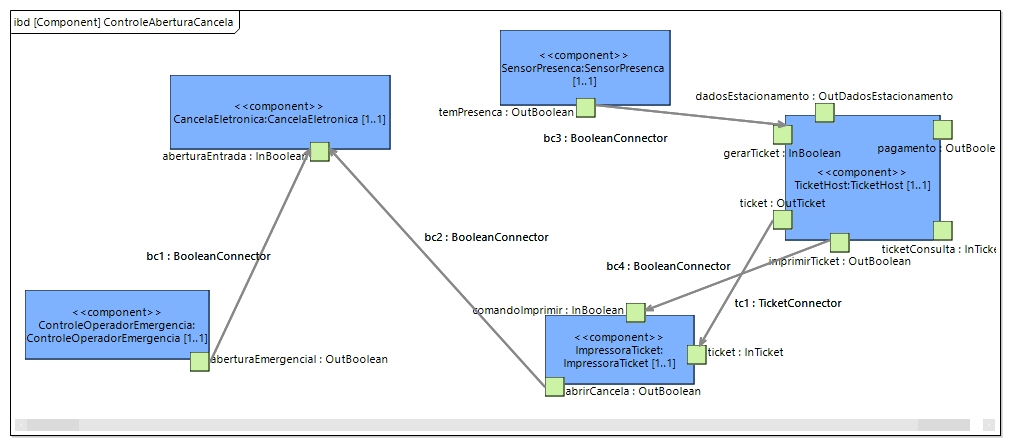 ibd [Component] ControleAberturaCancela
<<component>>
SensorPresenca:SensorPresenca
[1..1]
temPresenca : OutBoolean
dadosEstacionamento : OutDadosEstacionamento
<<component>>
CancelaEletronica:CancelaEletronica [1..1]
aberturaEntrada : InBoolean
bc3 : BooleanConnector
gerarTicket : InBoolean
pagamento : OutBoole
<<component>>
TicketHost:TicketHost [1..1]
ticket : OutTicket
ticketConsulta : InTicke
imprimirTicket : OutBoolean
bc1 : BooleanConnector
bc2 : BooleanConnector
bc4 : BooleanConnector
tc1 : TicketConnector
<<component>>
ControleOperadorEmergencia:
ControleOperadorEmergencia [1..1]
aberturaEmergencial : OutBoolean
comandoImprimir : InBoolean
<<component>>
ImpressoraTicket:
ImpressoraTicket [1..1]
ticket : InTicket
abrirCancela : OutBoolean